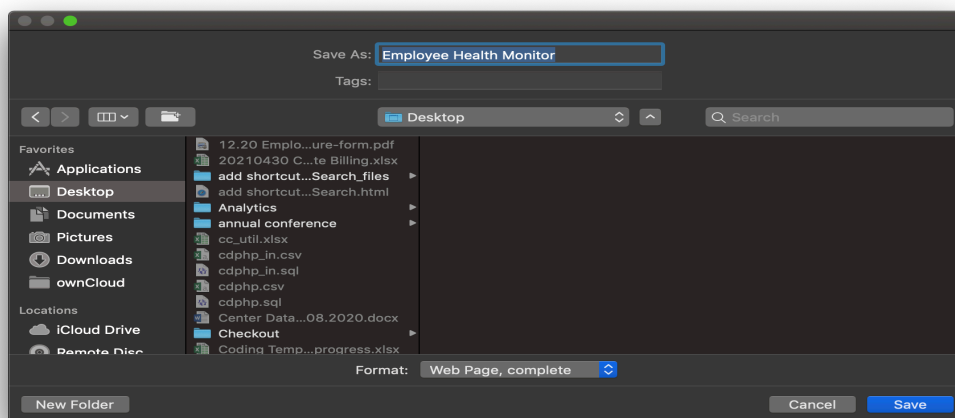 Save As: Employee Health Monitor
Tags:
Desktop
Search
Favorites
Applications
Desktop
Documents
Pictures
Downloads
ownCloud
Locations
iCloud Drive
Remote Disc
12.20 Emplo...ure-form.pdf
20210430 C...te Billing.xlsx
add shortcut...Search_files
add shortcut...Search.html
Analytics
annual conference
cc_util.xlsx
cdphp_in.csv
cdphp_in.sql
cdphp.csv
cdphp.sql
Center Data...08.2020.docx
Checkout
Coding Temp...progress.xlsx
Format: Web Page, complete
New Folder
Cancel
Save